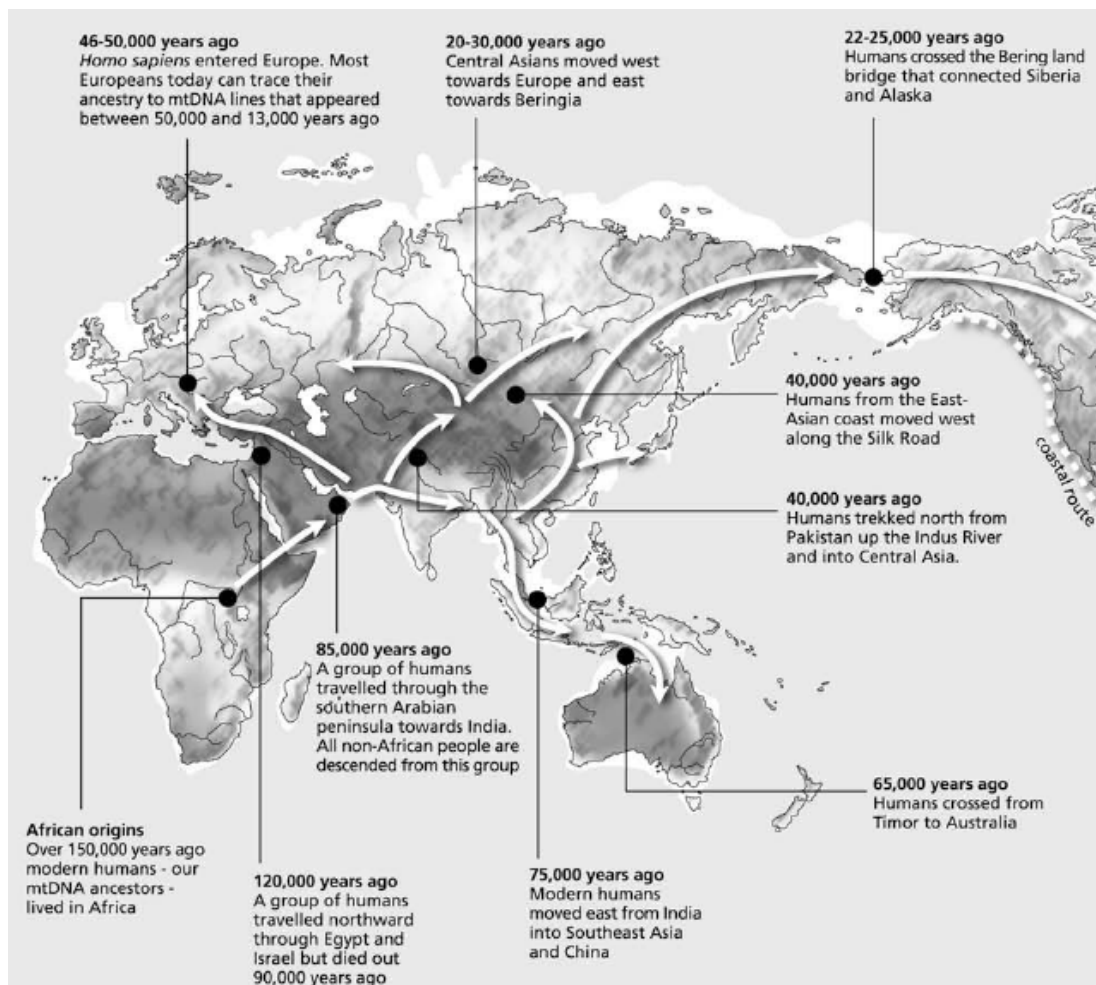 46-50,000 years ago
Homo sapiens entered Europe. Most
Europeans today can trace their
ancestry to mtDNA lines that appeared
between 50,000 and 13,000 years ago
20-30,000 years ago
Central Asians moved west
towards Europe and east
towards Beringia
22-25,000 years ago
Humans crossed the Bering land
bridge that connected Siberia
and Alaska
40,000 years ago
Humans from the East-
Asian coast moved west
along the Silk Road
coastal route
40,000 years ago
Humans trekked north from
Pakistan up the Indus River
and into Central Asia.
85,000 years ago
A group of humans
travelled through the
southern Arabian
peninsula towards India.
All non-African people are
descended from this group
65,000 years ago
Humans crossed from
Timor to Australia
African origins
Over 150,000 years ago
modern humans - our
mtDNA ancestors -
lived in Africa
120,000 years ago
A group of humans
travelled northward
through Egypt and
Israel but died out
90,000 years ago
75,000 years ago
Modern humans
moved east from India
into Southeast Asia
and China